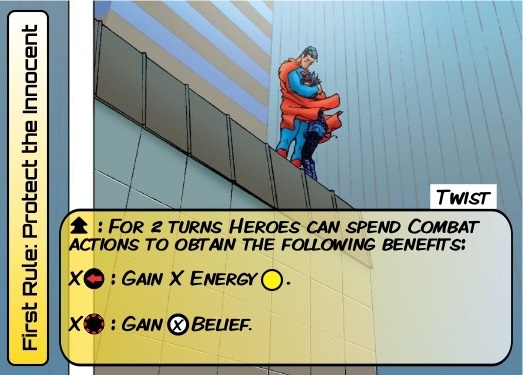 First Rule: Protect the Innocent
Twist
: For 2 turns Heroes can spend Combat
actions to obtain the following benefits:
X : Gain X Energy .
X : Gain X Belief.